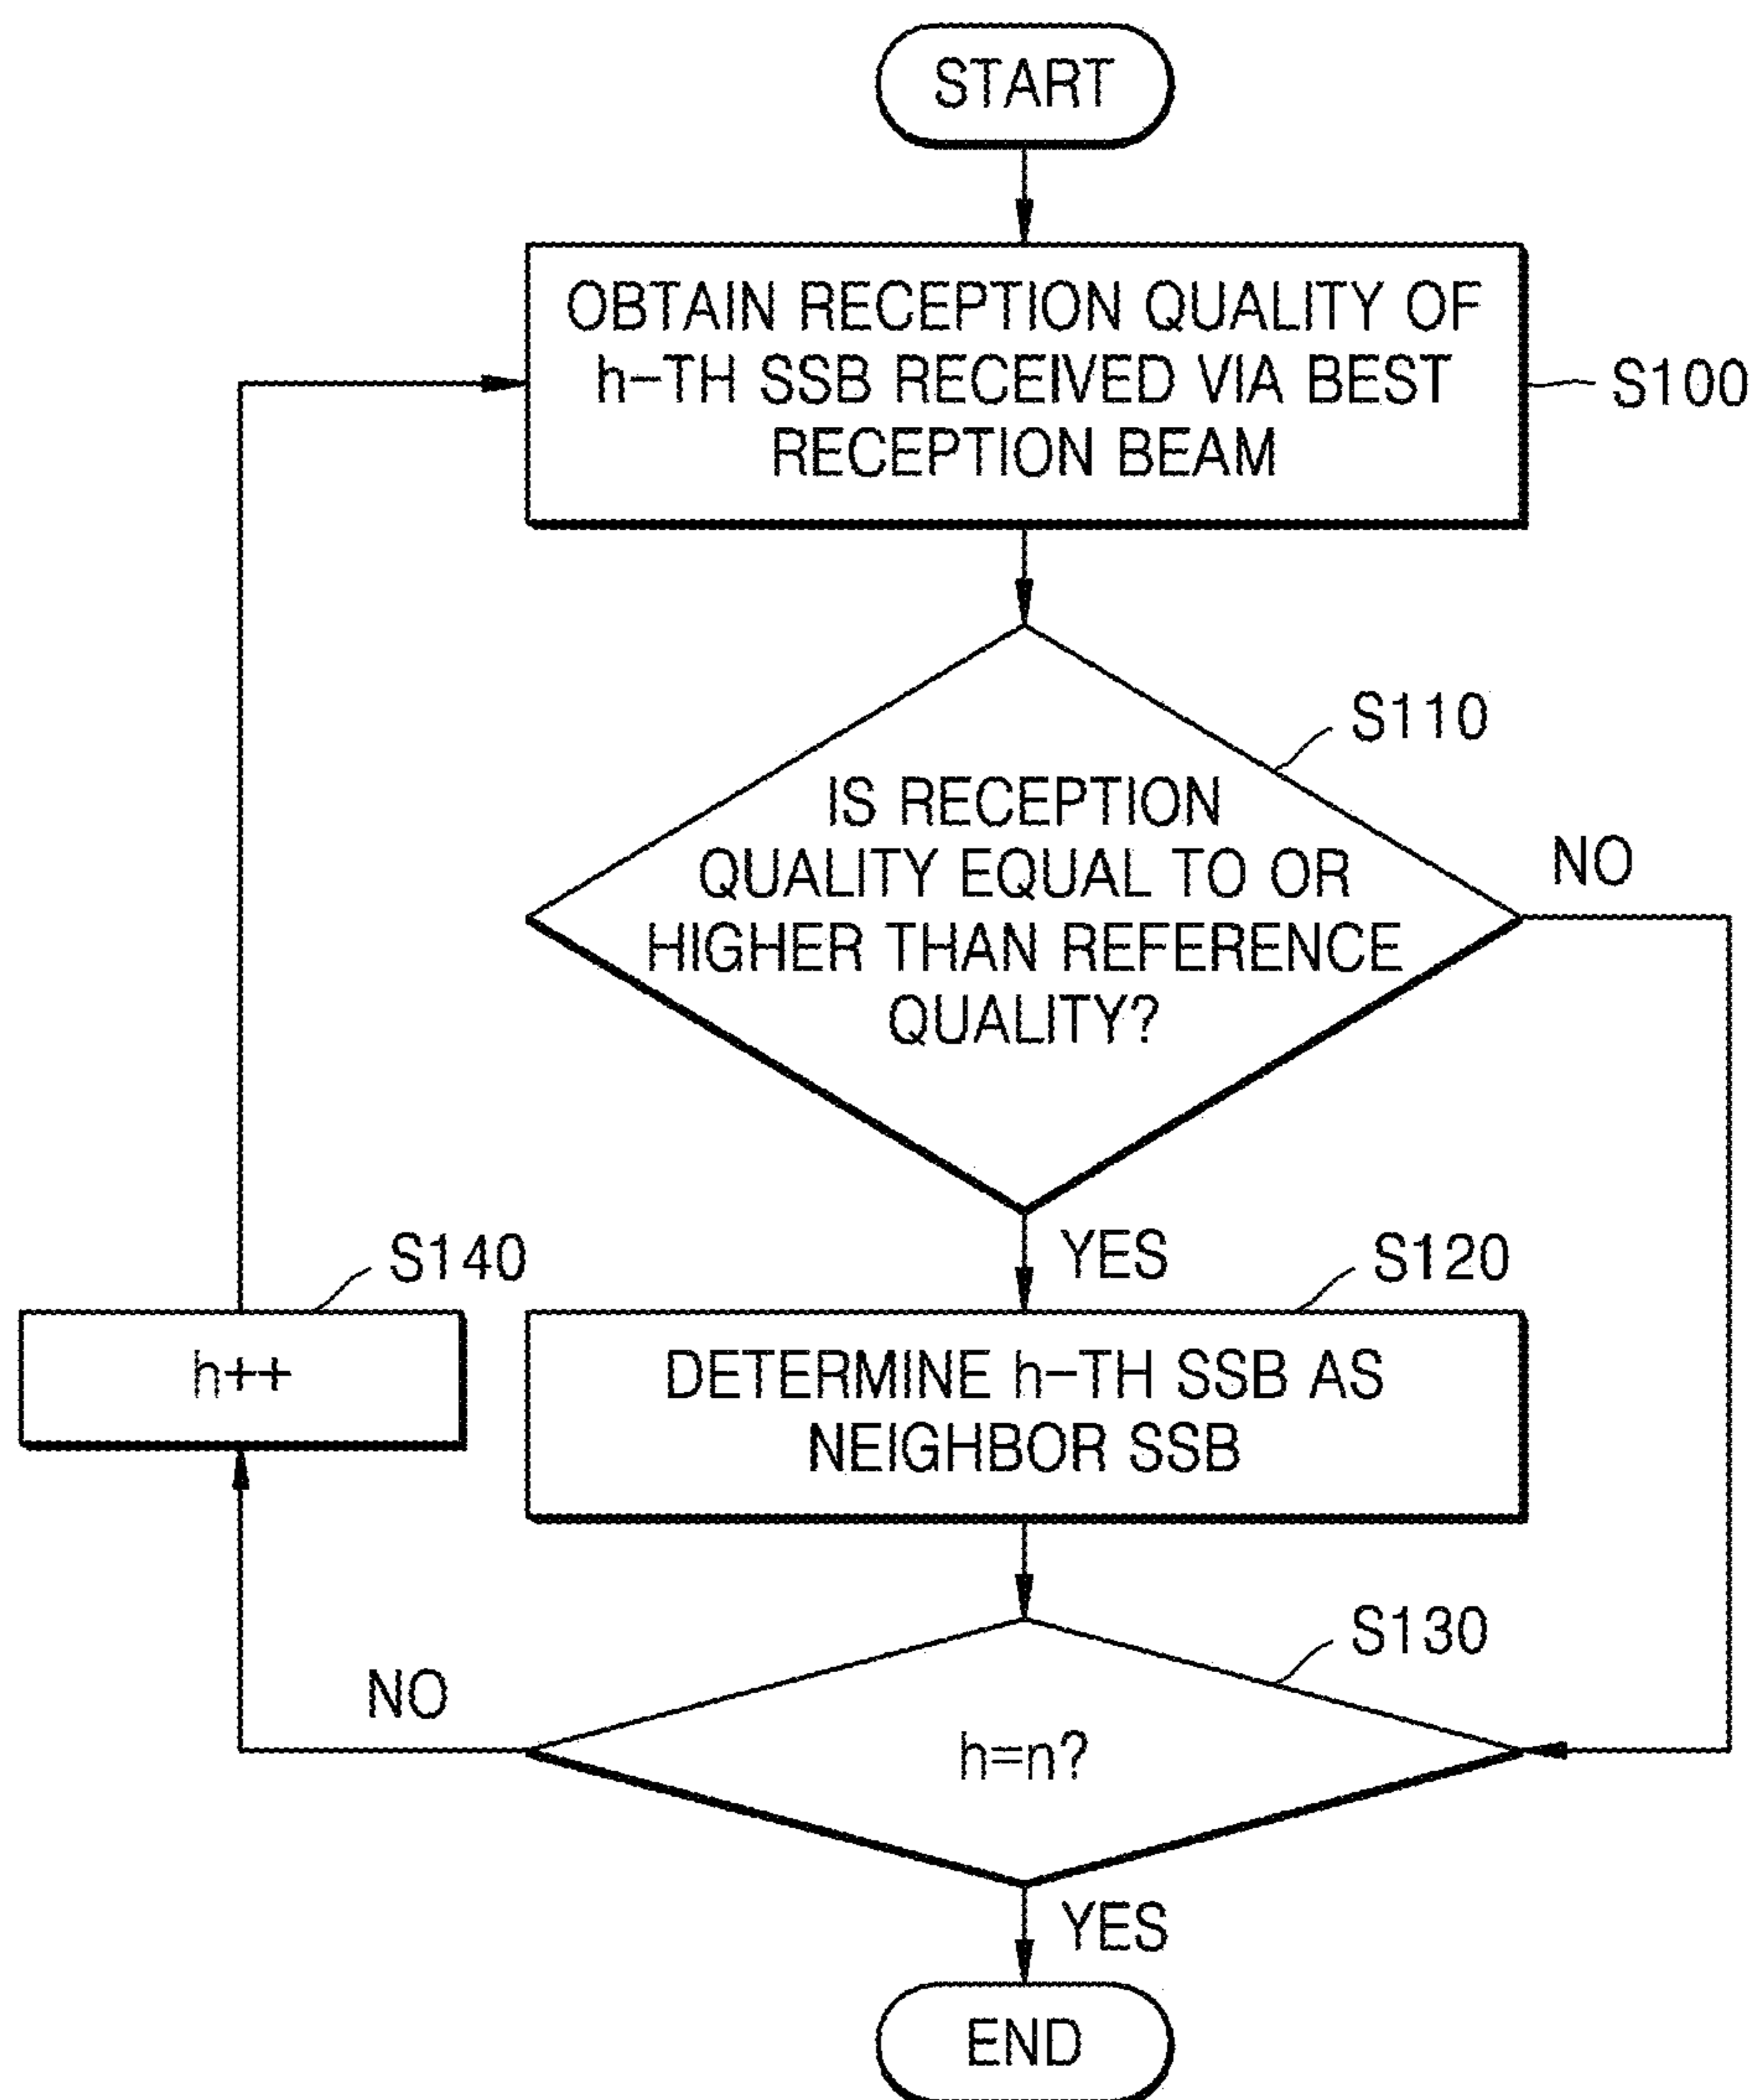 START
OBTAIN RECEPTION QUALITY OF
h-TH SSB RECEIVED VIA BEST
RECEPTION BEAM
S100
S110
IS RECEPTION
QUALITY EQUAL TO OR
HIGHER THAN REFERENCE
QUALITY?
NO
YES
S140
S120
h++
DETERMINE h-TH SSB AS
NEIGHBOR SSB
S130
NO
h=n?
YES
END